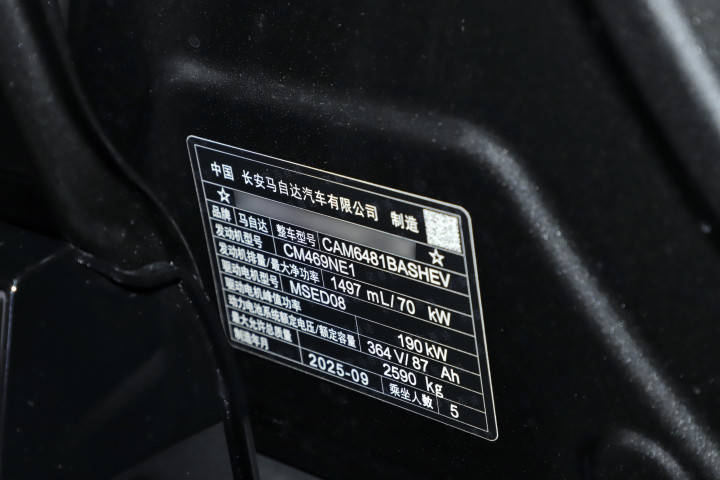 中国 长安马自达汽车有限公司 制造
☆ ☆
品牌 马自达 整车型号 CAM6481BASHEV
发动机型号 CM469NE1
发动机排量/最大净功率 1497 mL/70 kW
驱动电机型号 MSED08
驱动电机峰值功率 190 kW
动力电池系统额定电压/额定容量 364 V/87 Ah
最大允许总质量 2590 kg
制造年月 2025-09 乘坐人数 5